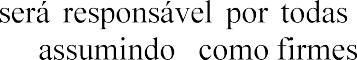 será responsável por todas
assumindo como firmes